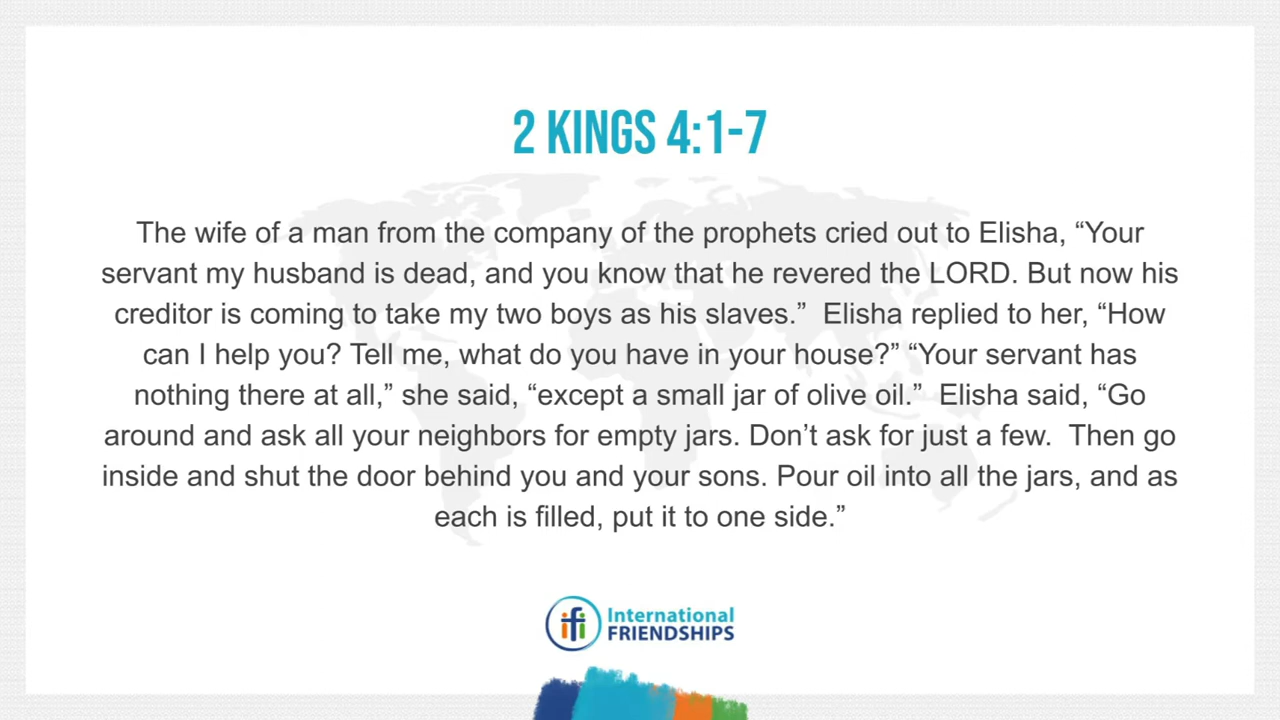 2 KINGS 4:1-7
The wife of a man from the company of the prophets cried out to Elisha, “Your
servant my husband is dead, and you know that he revered the LORD. But now his
creditor is coming to take my two boys as his slaves.”  Elisha replied to her, “How
can I help you? Tell me, what do you have in your house?” “Your servant has
nothing there at all,” she said, “except a small jar of olive oil.”  Elisha said, “Go
around and ask all your neighbors for empty jars. Don’t ask for just a few.  Then go
inside and shut the door behind you and your sons. Pour oil into all the jars, and as
each is filled, put it to one side.”
ifi International
FRIENDSHIPS